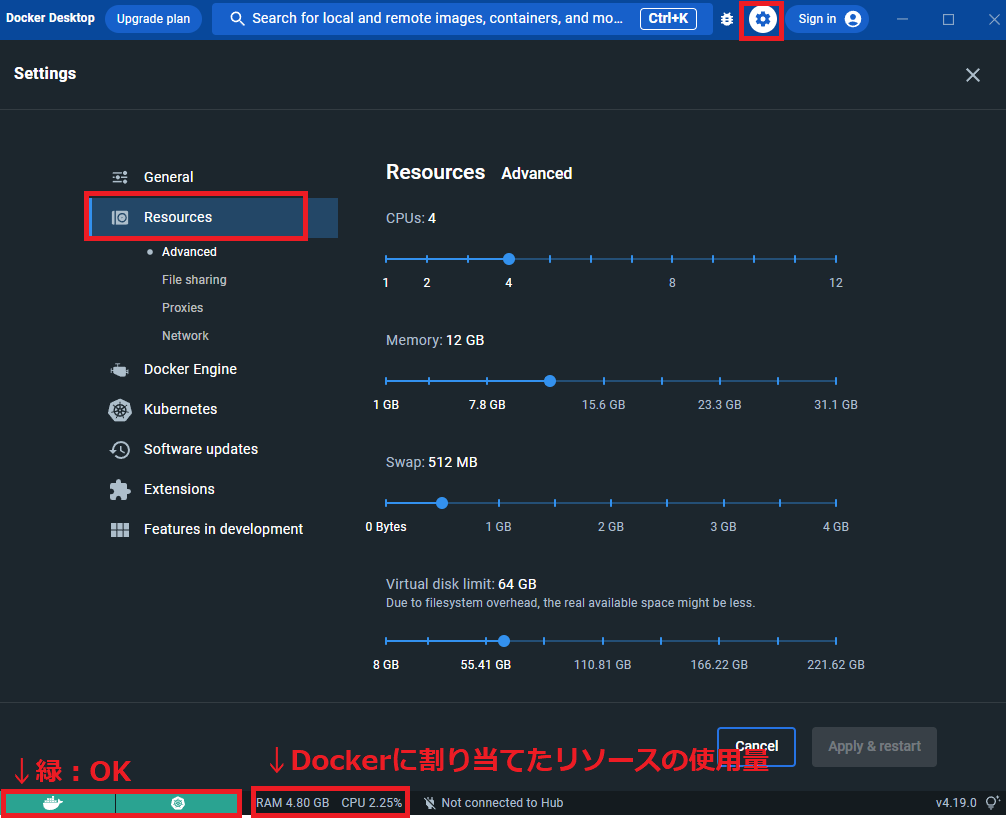 Docker Desktop Upgrade plan Search for local and remote images, containers, and mo... Ctrl+K Sign in
Settings
General
Resources
Advanced
File sharing
Proxies
Network
Docker Engine
Kubernetes
Software updates
Extensions
Features in development
Resources Advanced
CPUs: 4
1 2 4 8 12
Memory: 12 GB
1 GB 7.8 GB 15.6 GB 23.3 GB 31.1 GB
Swap: 512 MB
0 Bytes 1 GB 2 GB 3 GB 4 GB
Virtual disk limit: 64 GB
Due to filesystem overhead, the real available space might be less.
8 GB 55.41 GB 110.81 GB 166.22 GB 221.62 GB
Cancel Apply & restart
↓Dockerに割り当てたリソースの使用量
↓緑：OK
RAM 4.80 GB CPU 2.25% Not connected to Hub v4.19.0